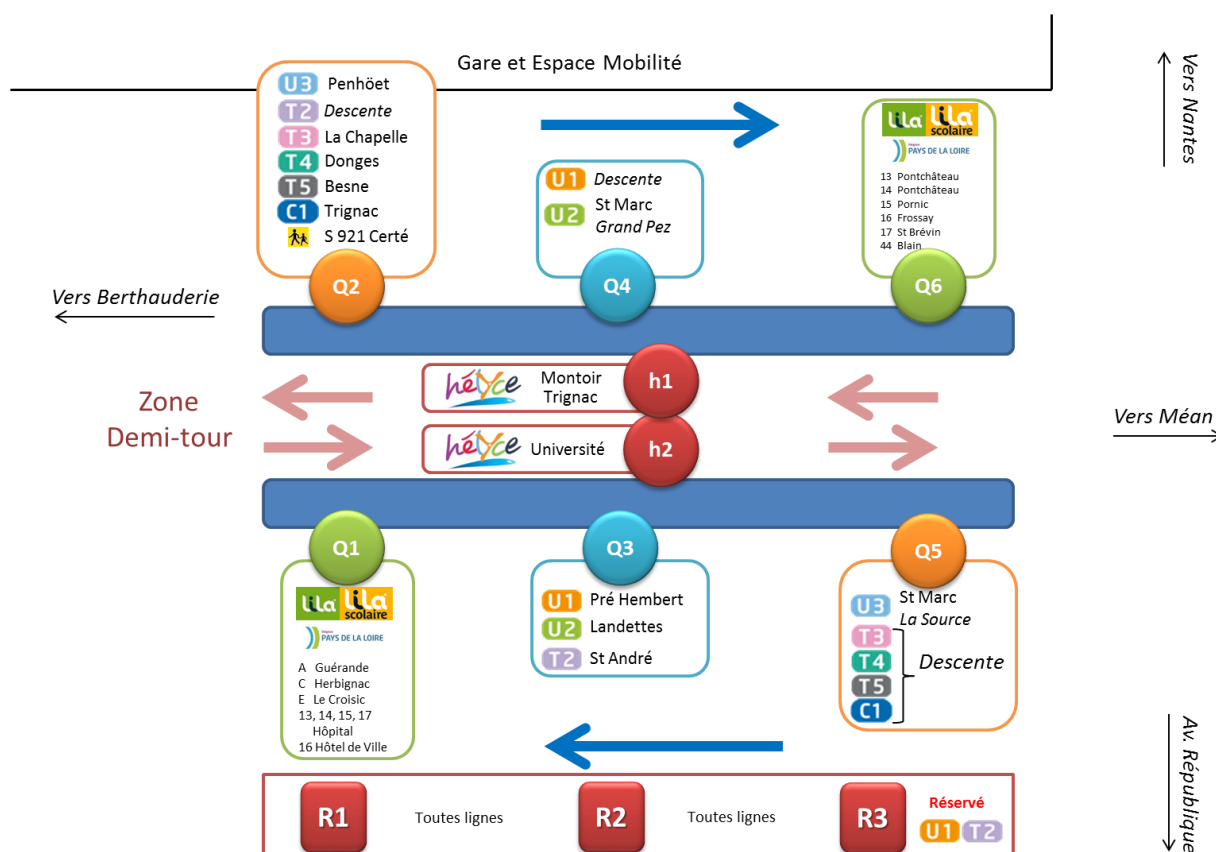 Gare et Espace Mobilité
Vers Nantes
U3 Penhöet
T2 Descente
T3 La Chapelle
T4 Donges
T5 Besne
C1 Trignac
S 921 Certé
Q2
U1 Descente
U2 St Marc
Grand Pez
Q4
lila lila
scolaire
Région
PAYS DE LA LOIRE
13 Pontchâteau
14 Pontchâteau
15 Pornic
16 Frossay
17 St Brévin
44 Blain
Q6
Vers Berthauderie
Zone
Demi-tour
hélYce Montoir
Trignac
h1
hélYce Université
h2
Vers Méan
Q1
lila lila
scolaire
Région
PAYS DE LA LOIRE
A Guérande
C Herbignac
E Le Croisic
13, 14, 15, 17
Hôpital
16 Hôtel de Ville
Q3
U1 Pré Hembert
U2 Landettes
T2 St André
Q5
U3 St Marc
La Source
T3
T4
T5
C1
Descente
Av. République
R1
Toutes lignes
R2
Toutes lignes
R3
Réservé
U1 T2